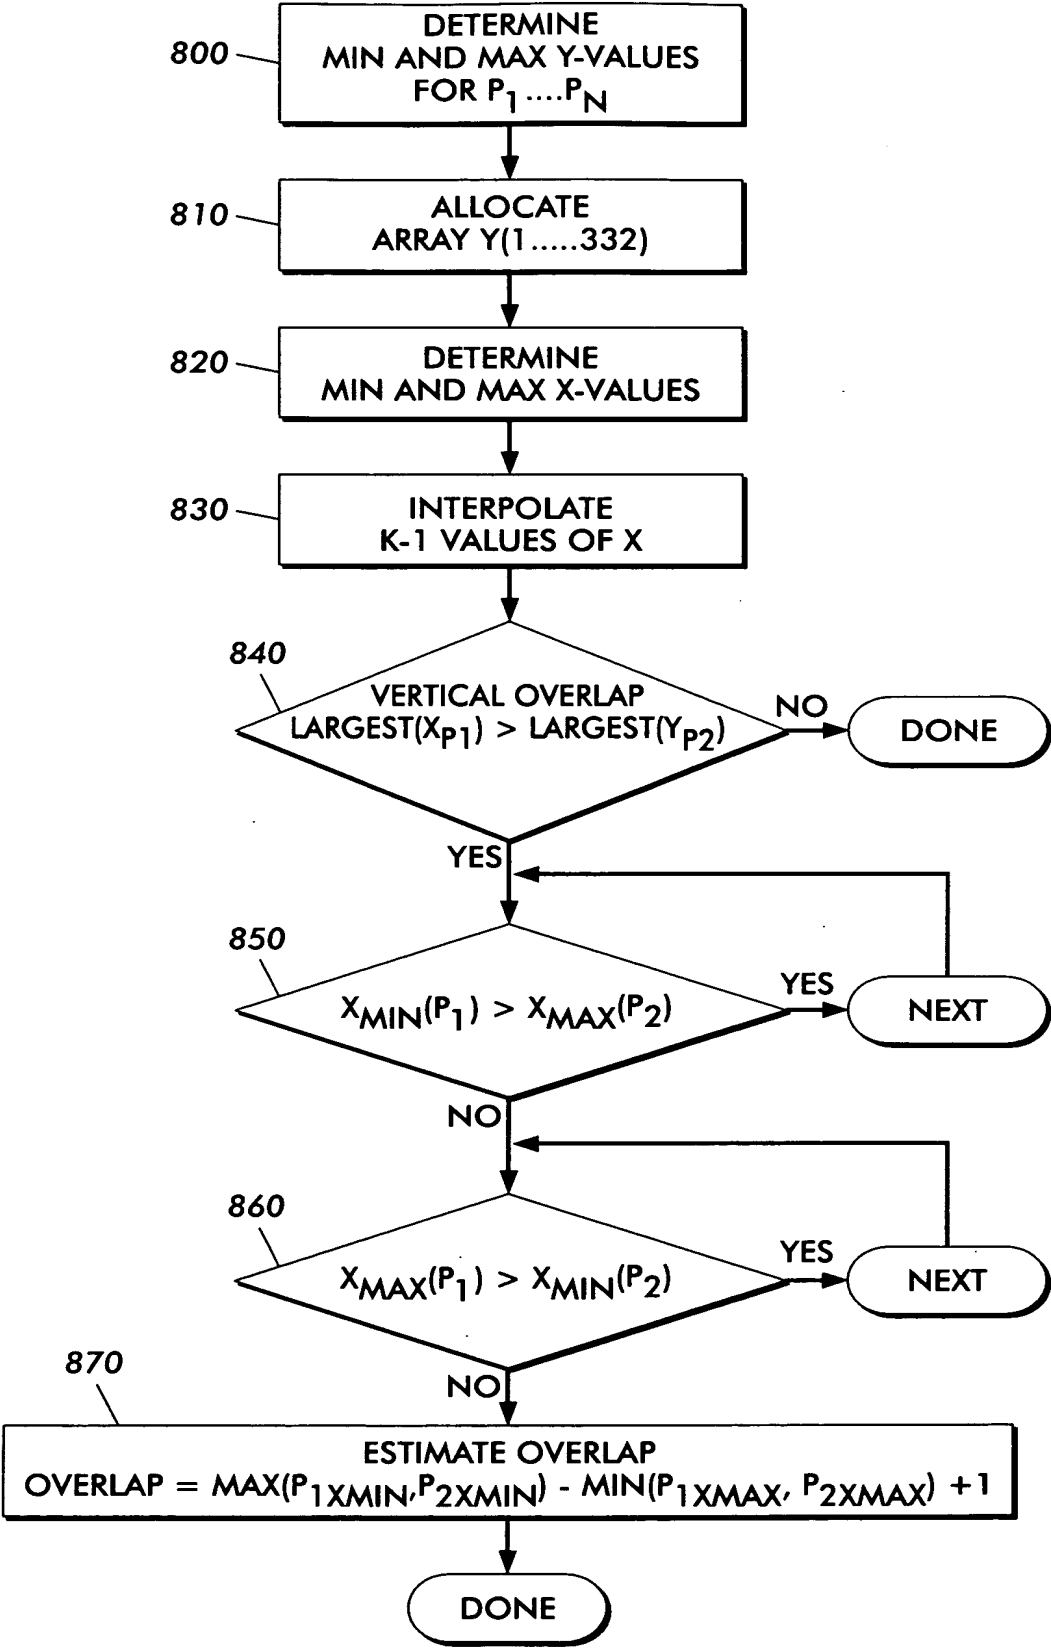 800
DETERMINE
MIN AND MAX Y-VALUES
FOR P1....PN
810
ALLOCATE
ARRAY Y(1.....332)
820
DETERMINE
MIN AND MAX X-VALUES
830
INTERPOLATE
K-1 VALUES OF X
840
VERTICAL OVERLAP
LARGEST(XP1) > LARGEST(YP2)
NO
DONE
YES
850
XMIN(P1) > XMAX(P2)
YES
NEXT
NO
860
XMAX(P1) > XMIN(P2)
YES
NEXT
NO
870
ESTIMATE OVERLAP
OVERLAP = MAX(P1XMIN,P2XMIN) - MIN(P1XMAX, P2XMAX) +1
DONE